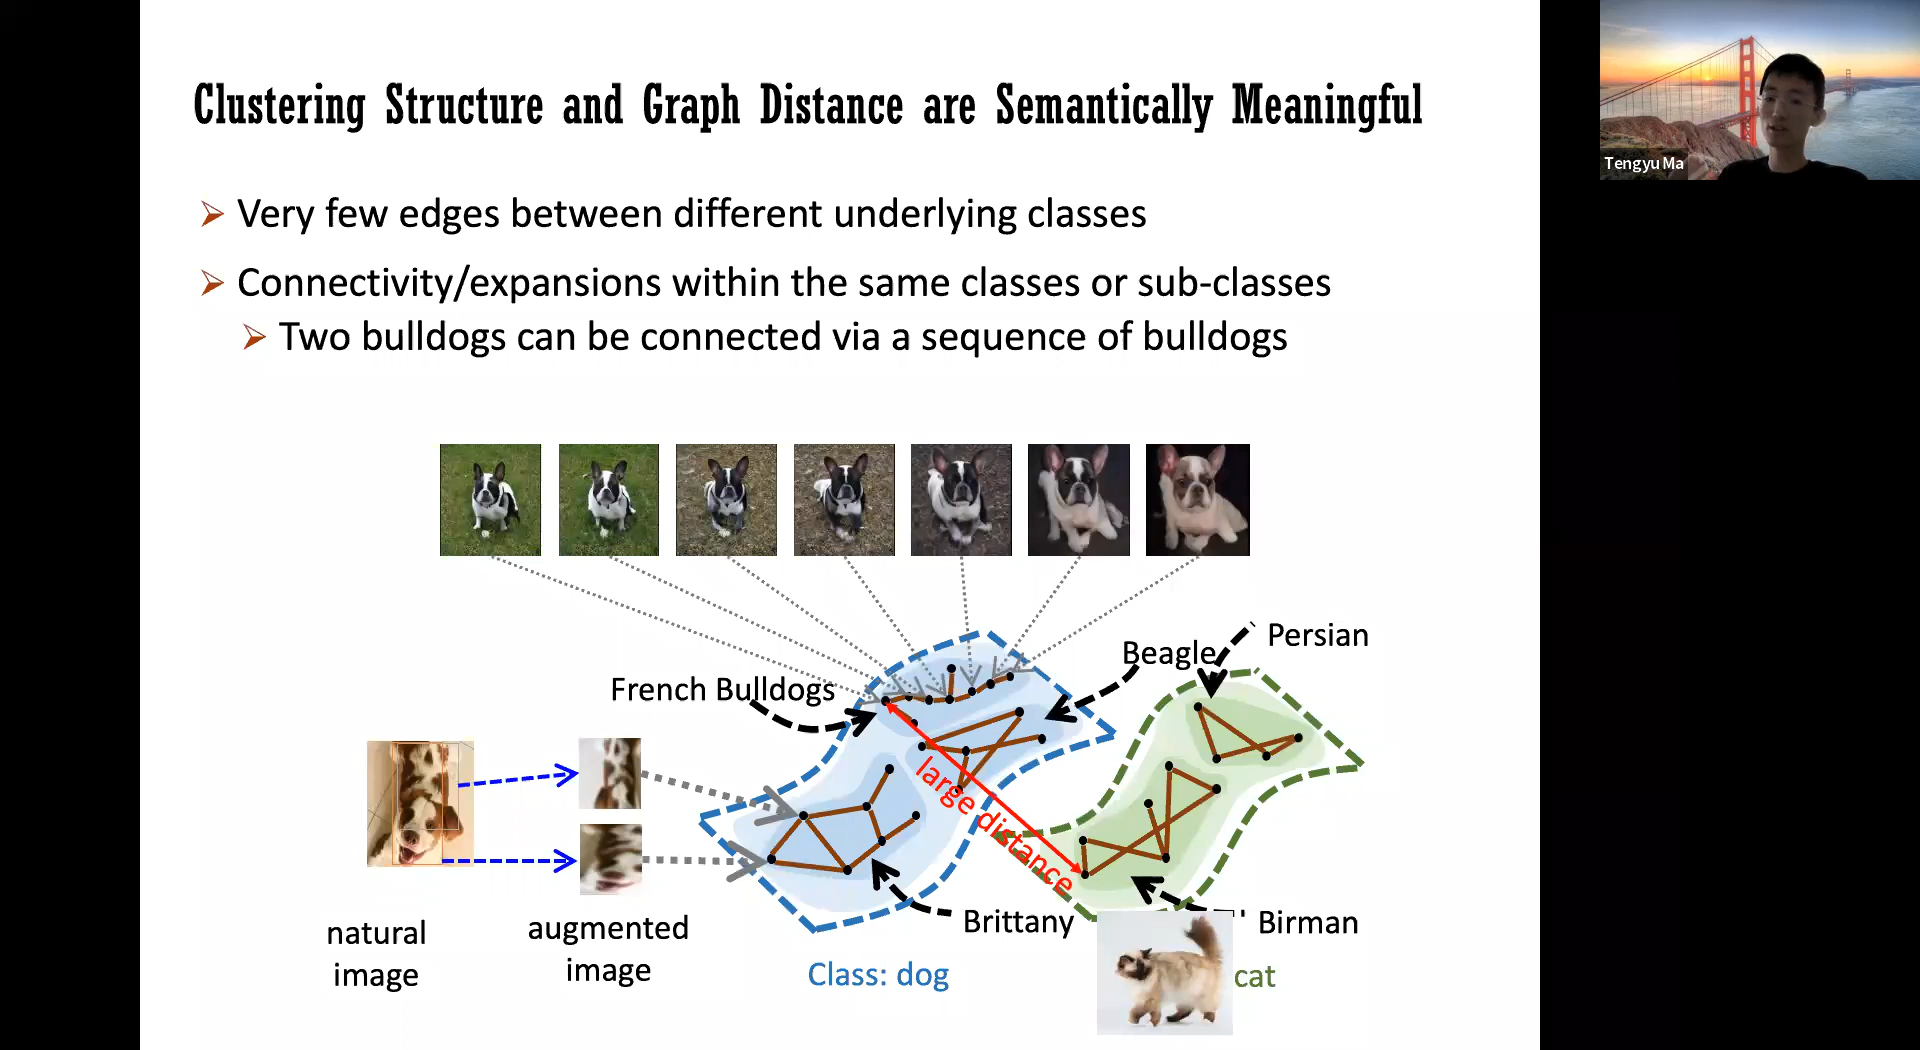 Clustering Structure and Graph Distance are Semantically Meaningful
Tengyu Ma
Very few edges between different underlying classes
Connectivity/expansions within the same classes or sub-classes
Two bulldogs can be connected via a sequence of bulldogs
Persian
Beagle
French Bulldogs
large distance
Brittany
Birman
natural
image
augmented
image
Class: dog
cat